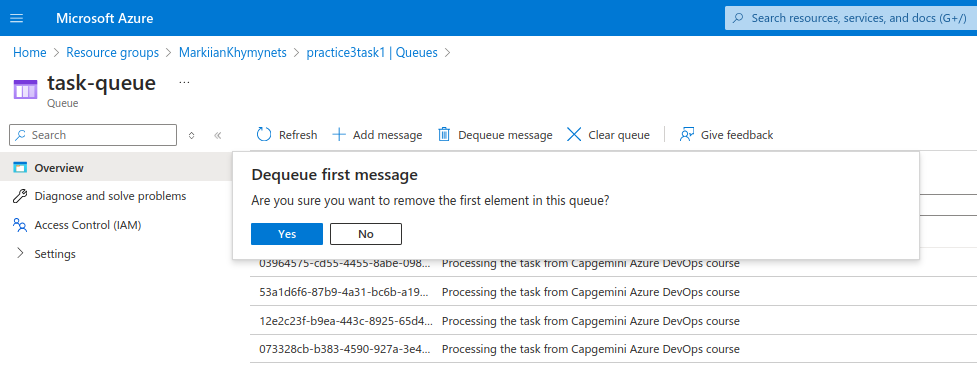 Microsoft Azure
Search resources, services, and docs (G+/)
Home > Resource groups > MarkiianKhymynets > practice3task1 | Queues >
task-queue ...
Queue
Search
Refresh + Add message Dequeue message Clear queue Give feedback
Overview
Diagnose and solve problems
Access Control (IAM)
Settings
Dequeue first message
Are you sure you want to remove the first element in this queue?
Yes No
03964575-cd55-4455-8abe-098... Processing the task from Capgemini Azure DevOps course
53a1d6f6-87b9-4a31-bc6b-a19... Processing the task from Capgemini Azure DevOps course
12e2c23f-b9ea-443c-8925-65d4... Processing the task from Capgemini Azure DevOps course
073328cb-b383-4590-927a-3e4... Processing the task from Capgemini Azure DevOps course